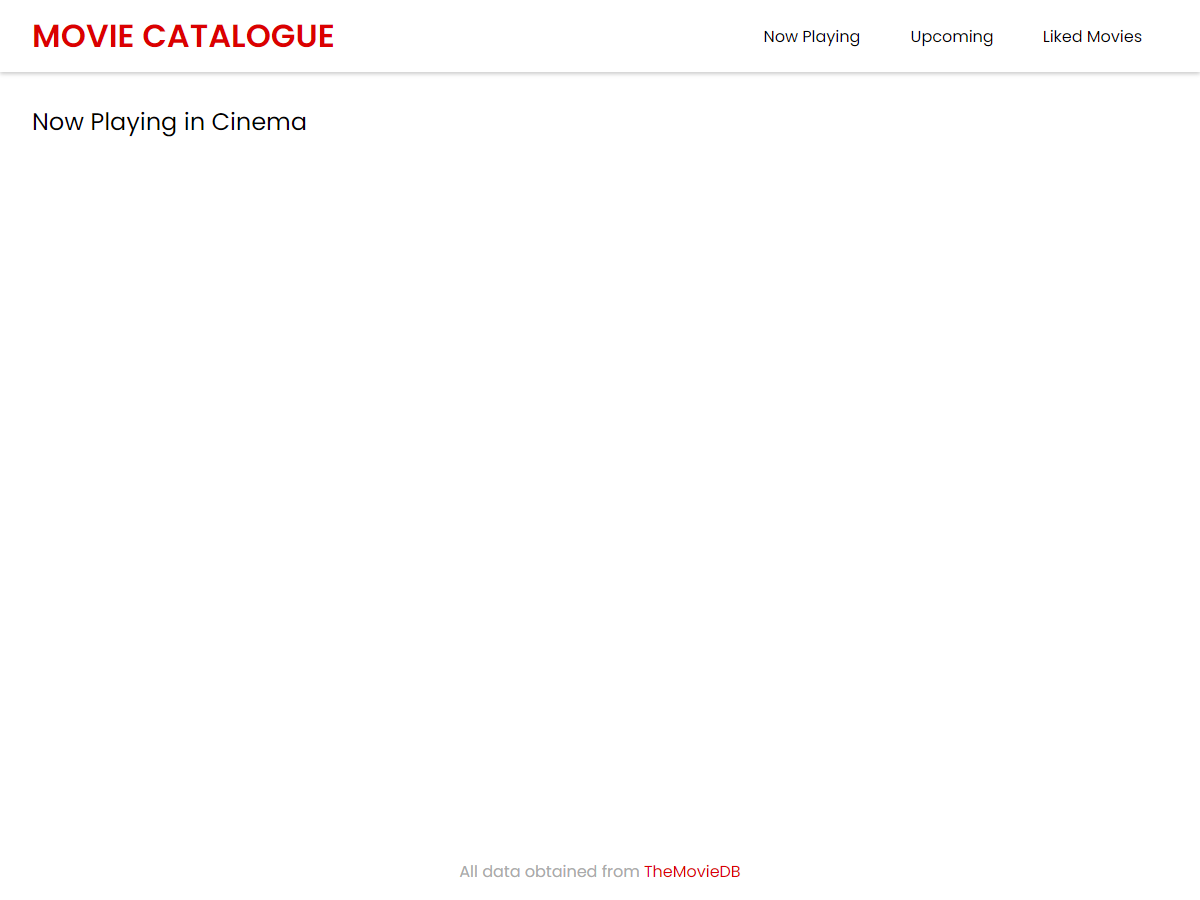 MOVIE CATALOGUE
Now Playing
Upcoming
Liked Movies
Now Playing in Cinema
All data obtained from TheMovieDB